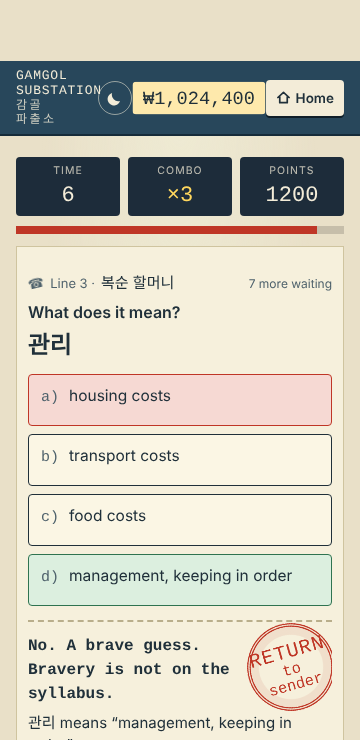 GAMGOL
SUBSTATION
감골
파출소
₩1,024,400
Home
TIME
6
COMBO
×3
POINTS
1200
☎ Line 3 · 복순 할머니
7 more waiting
What does it mean?
관리
a) housing costs
b) transport costs
c) food costs
d) management, keeping in order
No. A brave guess.
Bravery is not on the
syllabus.
RETURN
to
sender
관리 means “management, keeping in